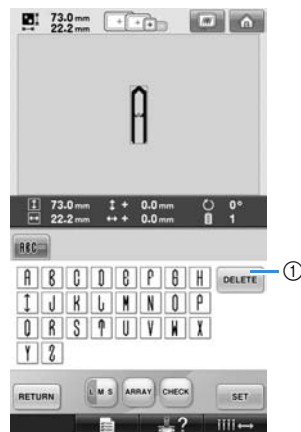 73.0 mm
22.2 mm
73.0 mm + 0.0 mm 0°
22.2 mm + 0.0 mm 1
ABC
A B C D E F G H DELETE ①
I J K L M N O P
Q R S T U V W X
Y Z
RETURN L M S ARRAY CHECK SET
?